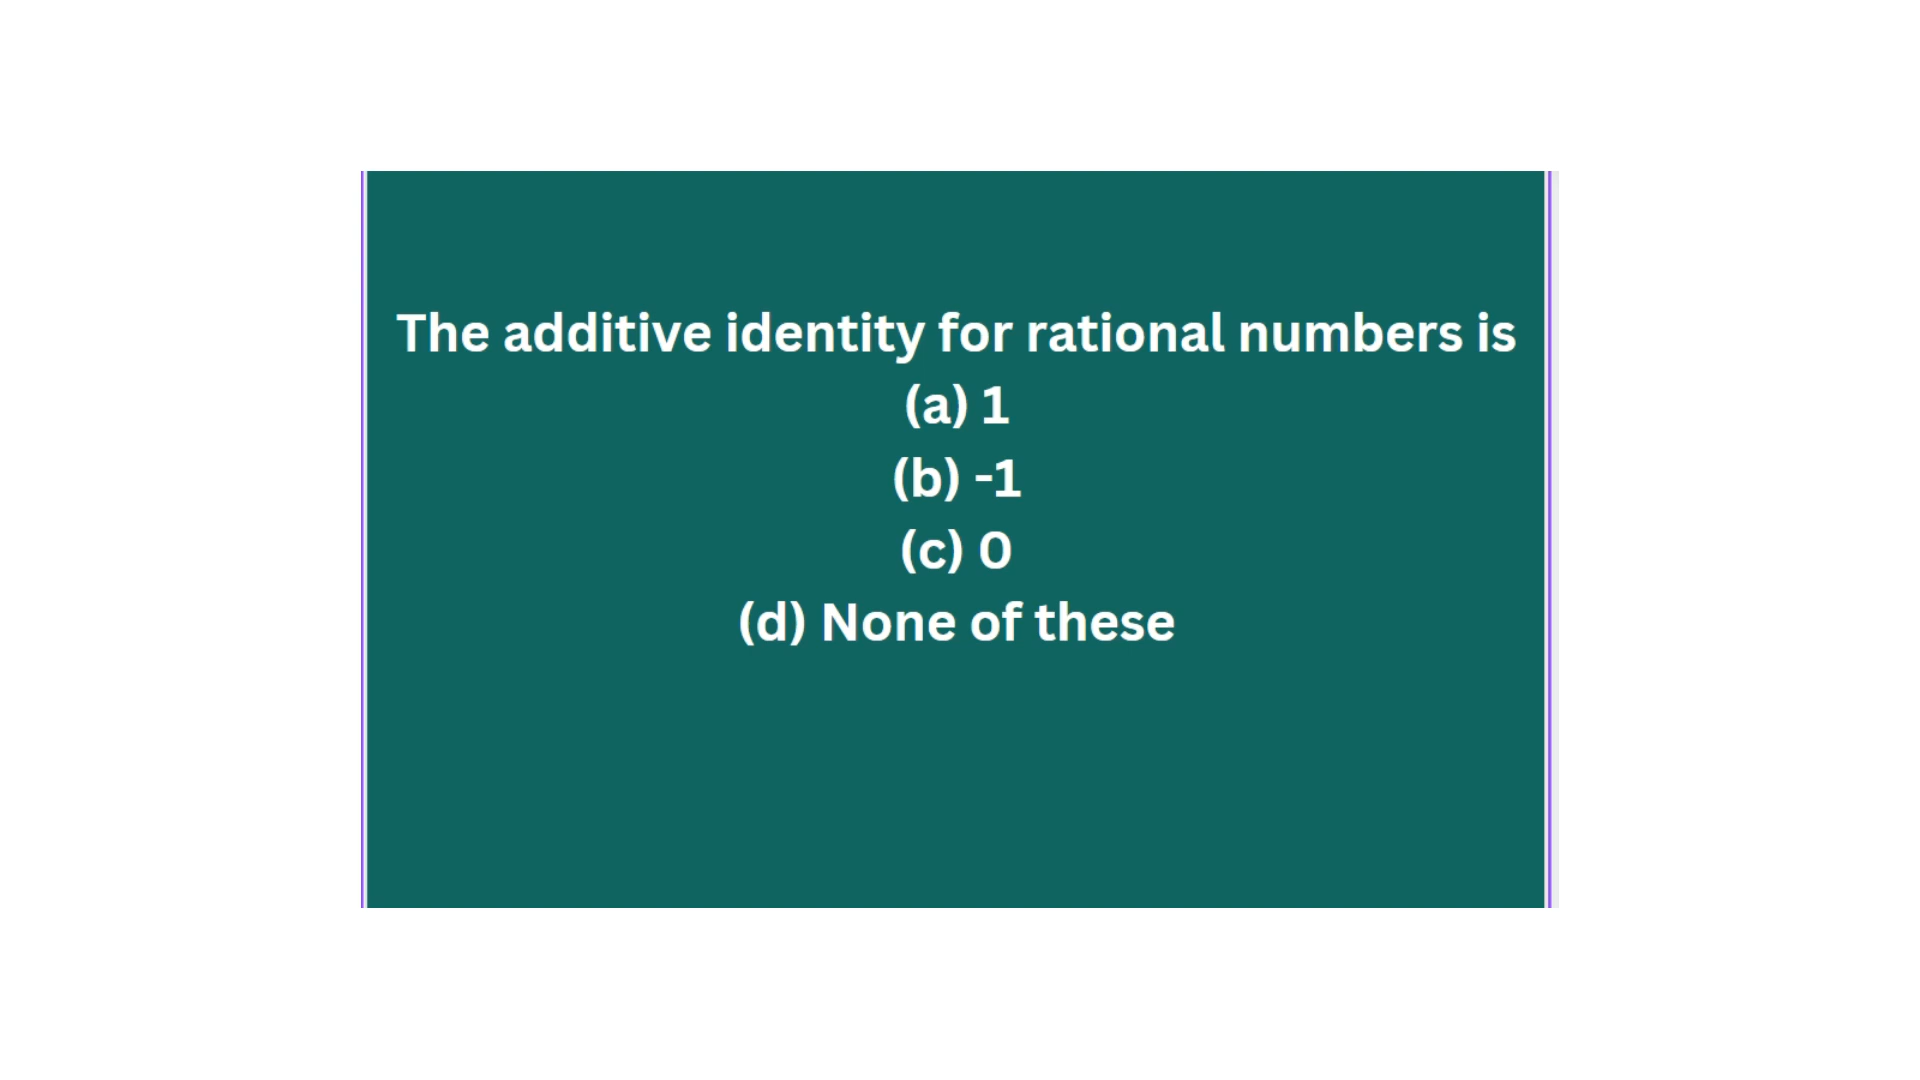 The additive identity for rational numbers is
(a) 1
(b) -1
(c) 0
(d) None of these